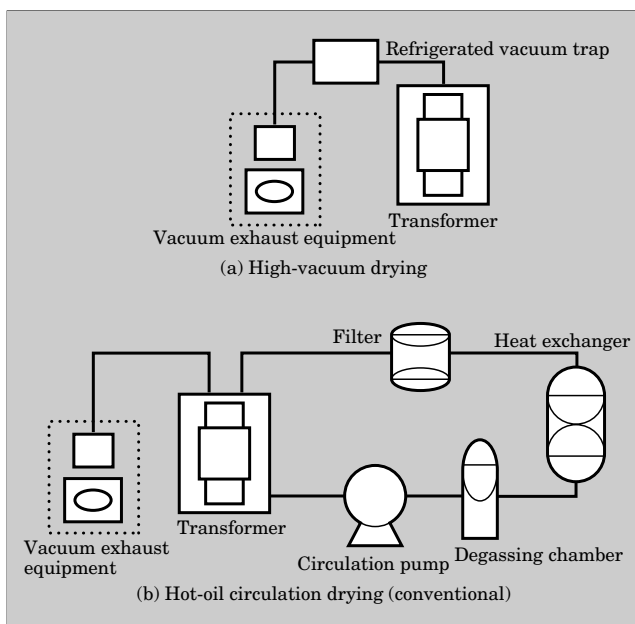 Refrigerated vacuum trap
Transformer
Vacuum exhaust equipment
(a) High-vacuum drying
Filter
Heat exchanger
Transformer
Vacuum exhaust
equipment
Circulation pump
Degassing chamber
(b) Hot-oil circulation drying (conventional)